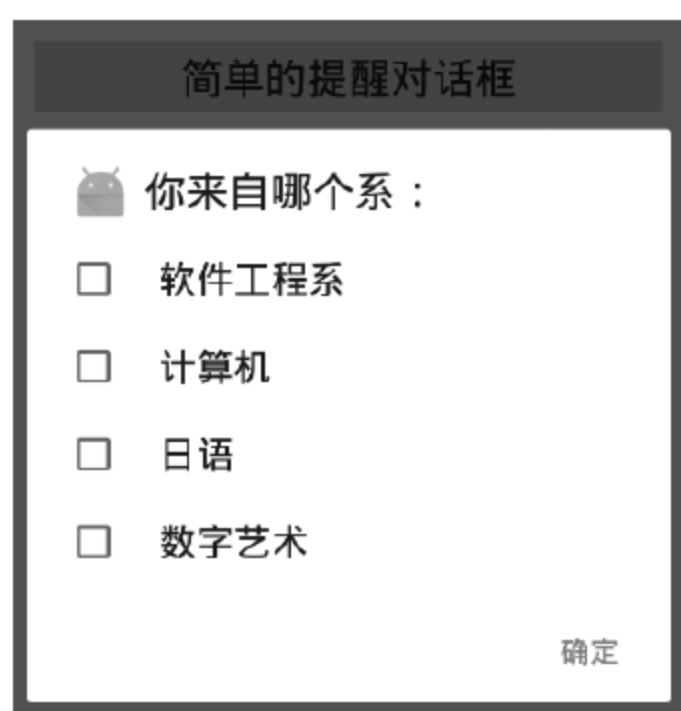 简单的提醒对话框
你来自哪个系：
软件工程系
计算机
日语
数字艺术
确定